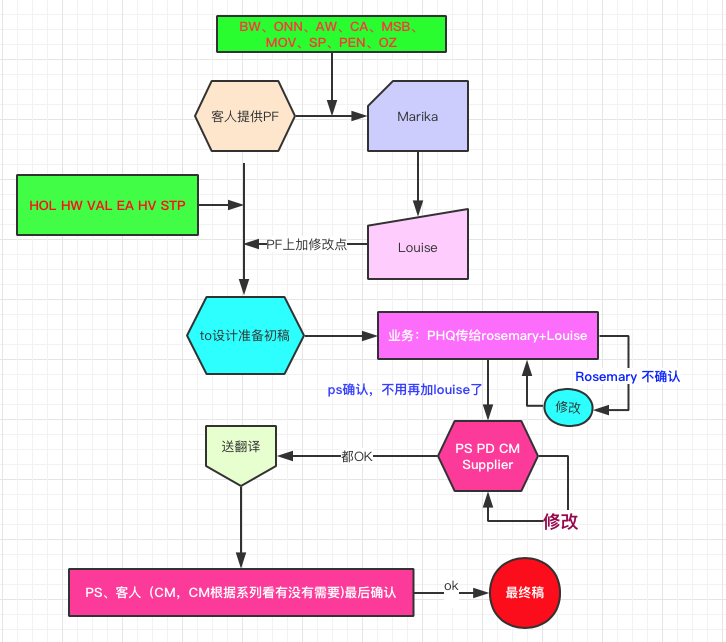 BW、ONN、AW、CA、MSB、
MOV、SP、PEN、OZ
客人提供PF
Marika
HOL HW VAL EA HV STP
PF上加修改点
Louise
to设计准备初稿
业务：PHQ传给rosemary+Louise
Rosemary 不确认
修改
ps确认，不用再加louise了
送翻译
都OK
PS PD CM
Supplier
修改
PS、客人（CM，CM根据系列看有没有需要)最后确认
ok
最终稿